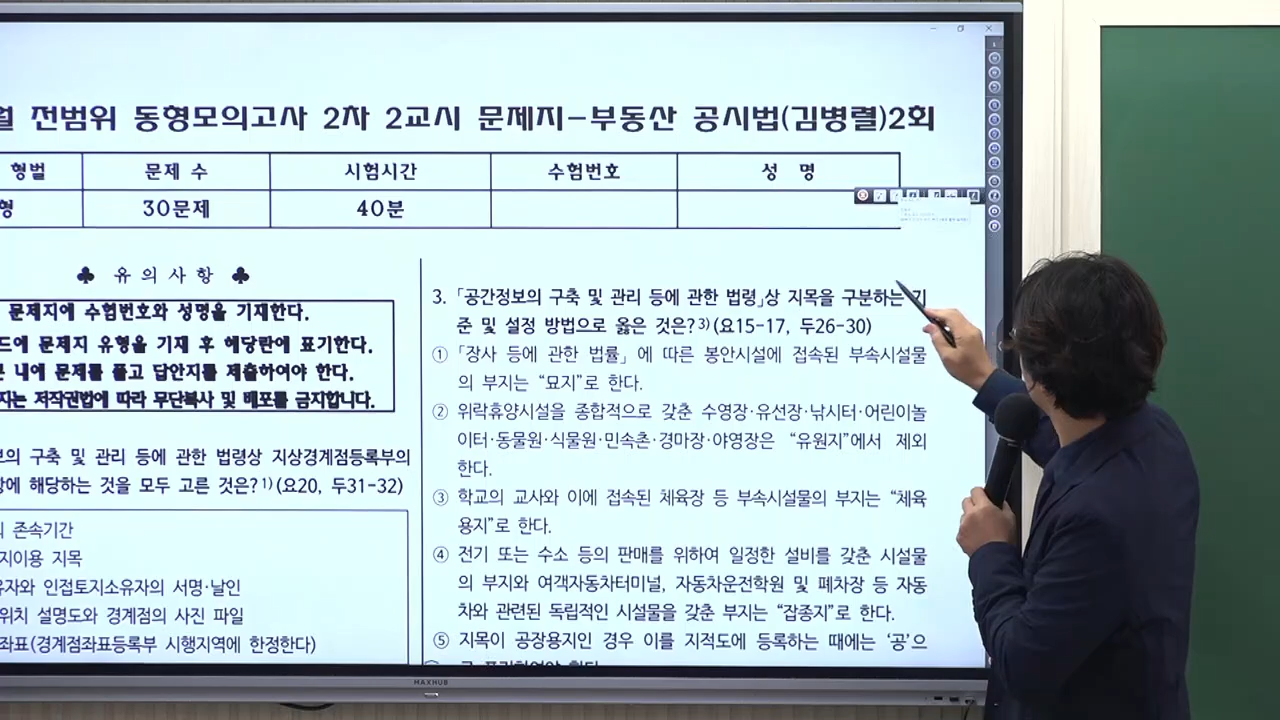 월 전범위 동형모의고사 2차 2교시 문제지-부동산 공시법(김병렬)2회
형벌 문제 수 시험시간 수험번호 성 명
형 30문제 40분
♣ 유 의 사 항 ♣
문제지에 수험번호와 성명을 기재한다.
드에 문제지 유형을 기재 후 해당란에 표기한다.
분 내에 문제를 풀고 답안지를 제출하여야 한다.
지는 저작권법에 따라 무단복사 및 배포를 금지합니다.
보의 구축 및 관리 등에 관한 법령상 지상경계점등록부의
항에 해당하는 것을 모두 고른 것은?1)(요20, 두31-32)
의 존속기간
지이용 지목
유자와 인접토지소유자의 서명·날인
위치 설명도와 경계점의 사진 파일
좌표(경계점좌표등록부 시행지역에 한정한다)
3. 「공간정보의 구축 및 관리 등에 관한 법령」상 지목을 구분하는 기
준 및 설정 방법으로 옳은 것은?3)(요15-17, 두26-30)
① 「장사 등에 관한 법률」 에 따른 봉안시설에 접속된 부속시설물
의 부지는 “묘지”로 한다.
② 위락휴양시설을 종합적으로 갖춘 수영장·유선장·낚시터·어린이놀
이터·동물원·식물원·민속촌·경마장·야영장은 “유원지”에서 제외
한다.
③ 학교의 교사와 이에 접속된 체육장 등 부속시설물의 부지는 “체육
용지”로 한다.
④ 전기 또는 수소 등의 판매를 위하여 일정한 설비를 갖춘 시설물
의 부지와 여객자동차터미널, 자동차운전학원 및 폐차장 등 자동
차와 관련된 독립적인 시설물을 갖춘 부지는 “잡종지”로 한다.
⑤ 지목이 공장용지인 경우 이를 지적도에 등록하는 때에는 ‘공’으
MAXHUB